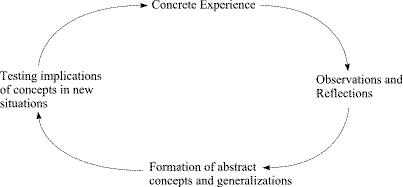 Concrete Experience
Observations and
Reflections
Formation of abstract
concepts and generalizations
Testing implications
of concepts in new
situations